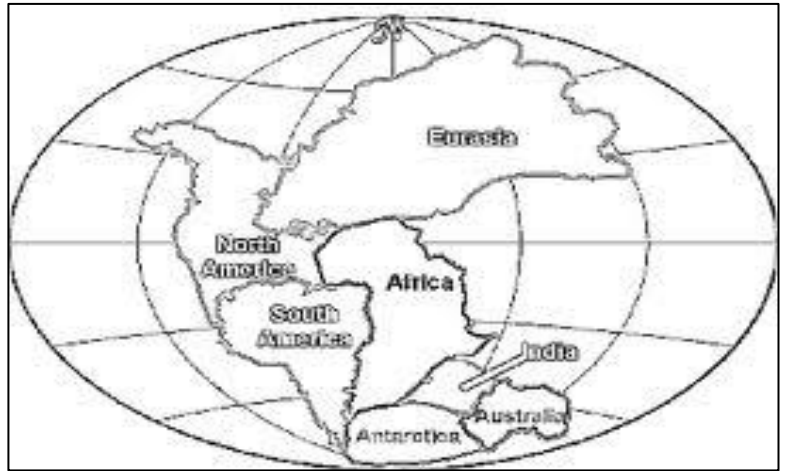 Eurasia
North
America
Africa
South
America
India
Australia
Antarctica